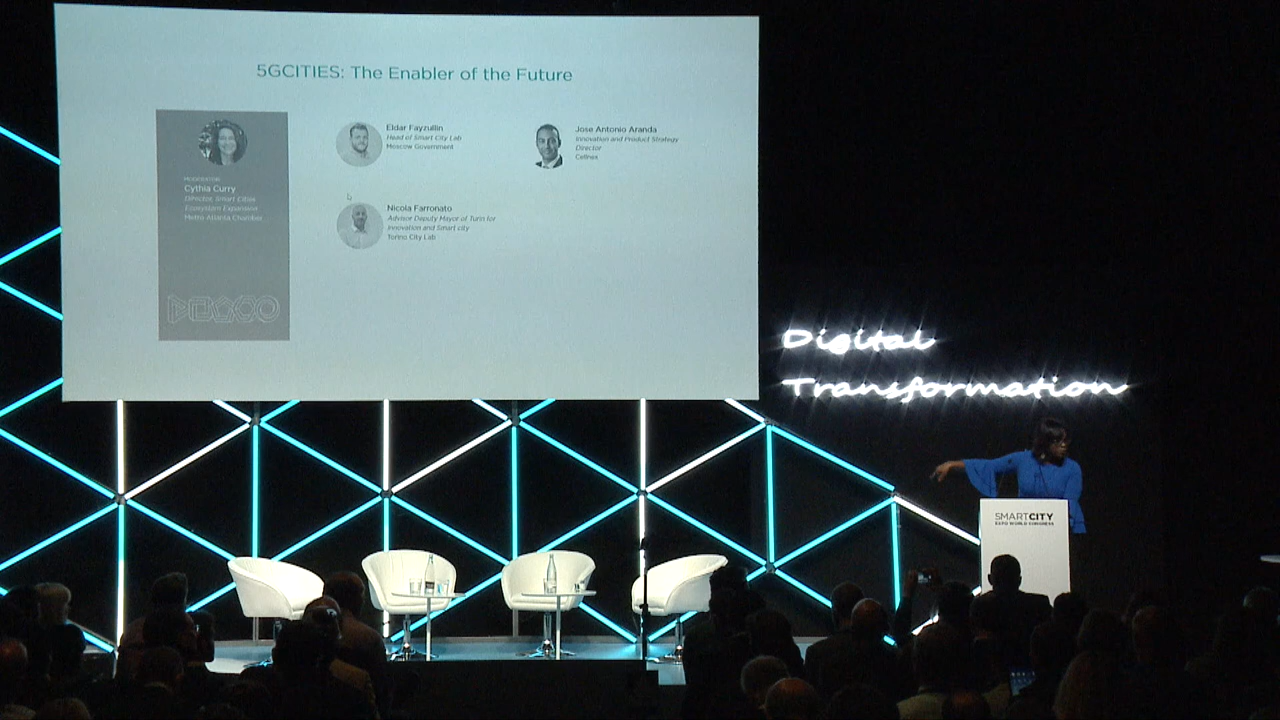 5GCITIES: The Enabler of the Future
MODERATOR
Cythia Curry
Director, Smart Cities
Ecosystem Expansion
Metro Atlanta Chamber
Eldar Fayzullin
Head of Smart City Lab
Moscow Government
Jose Antonio Aranda
Innovation and Product Strategy
Director
Cellnex
Nicola Farronato
Advisor Deputy Mayor of Turin for
Innovation and Smart city
Torino City Lab
Digital
Transformation
SMARTCITY
EXPO WORLD CONGRESS